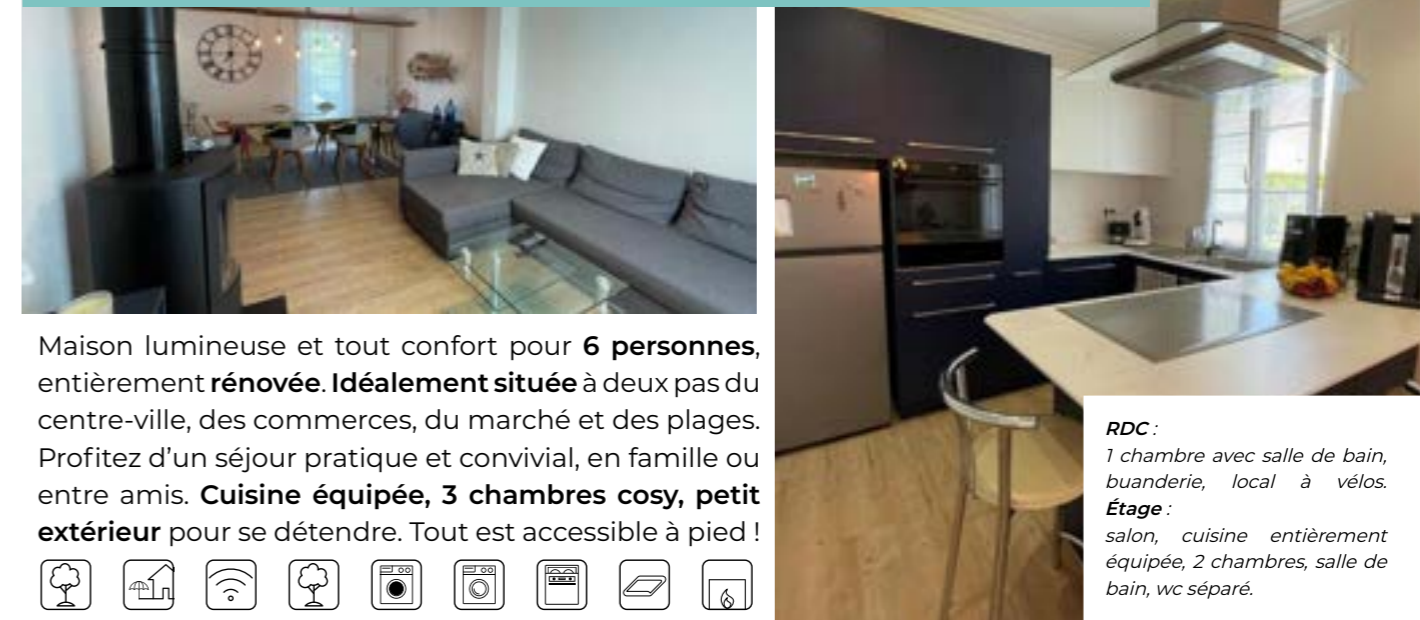 Maison lumineuse et tout confort pour 6 personnes,
entièrement rénovée. Idéalement située à deux pas du
centre-ville, des commerces, du marché et des plages.
Profitez d’un séjour pratique et convivial, en famille ou
entre amis. Cuisine équipée, 3 chambres cosy, petit
extérieur pour se détendre. Tout est accessible à pied !
RDC :
1 chambre avec salle de bain,
buanderie, local à vélos.
Étage :
salon, cuisine entièrement
équipée, 2 chambres, salle de
bain, wc séparé.